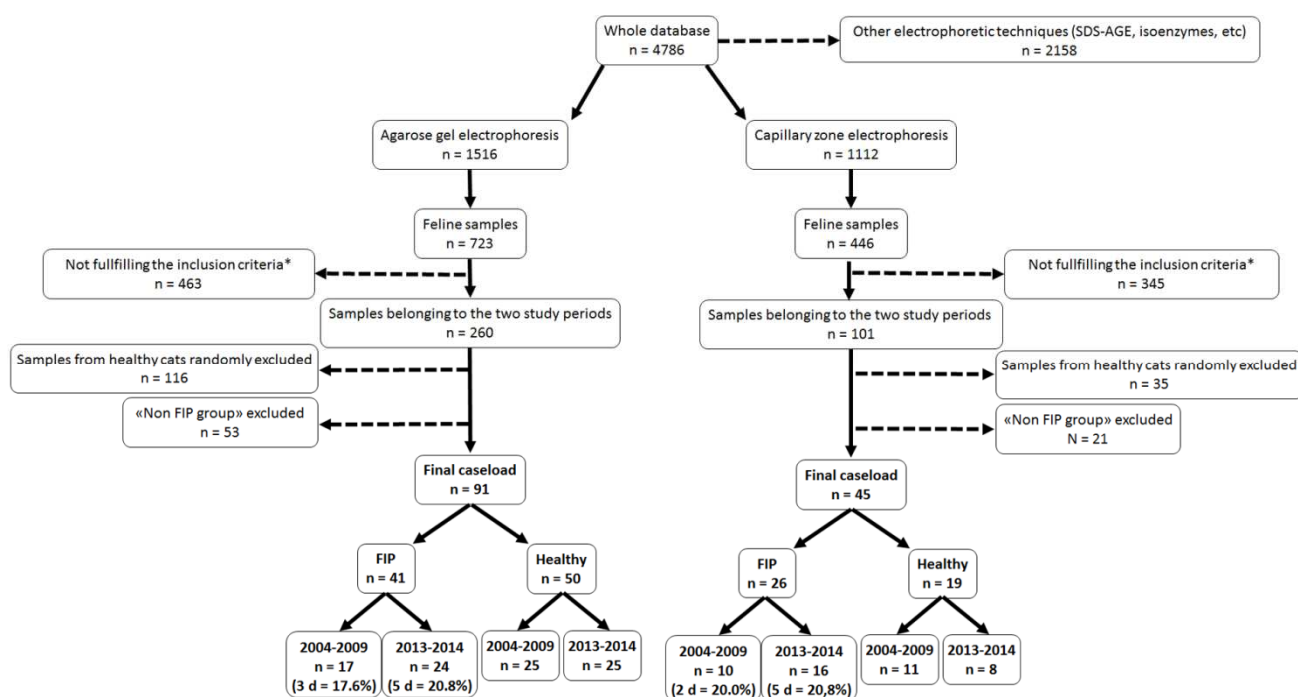 Whole database
n = 4786
Other electrophoretic techniques (SDS-AGE, isoenzymes, etc)
n = 2158
Agarose gel electrophoresis
n = 1516
Capillary zone electrophoresis
n = 1112
Feline samples
n = 723
Feline samples
n = 446
Not fullfilling the inclusion criteria*
n = 463
Not fullfilling the inclusion criteria*
n = 345
Samples belonging to the two study periods
n = 260
Samples belonging to the two study periods
n = 101
Samples from healthy cats randomly excluded
n = 116
Samples from healthy cats randomly excluded
n = 35
«Non FIP group» excluded
n = 53
«Non FIP group» excluded
N = 21
Final caseload
n = 91
Final caseload
n = 45
FIP
n = 41
Healthy
n = 50
FIP
n = 26
Healthy
n = 19
2004-2009
n = 17
(3 d = 17.6%)
2013-2014
n = 24
(5 d = 20.8%)
2004-2009
n = 25
2013-2014
n = 25
2004-2009
n = 10
(2 d = 20.0%)
2013-2014
n = 16
(5 d = 20,8%)
2004-2009
n = 11
2013-2014
n = 8